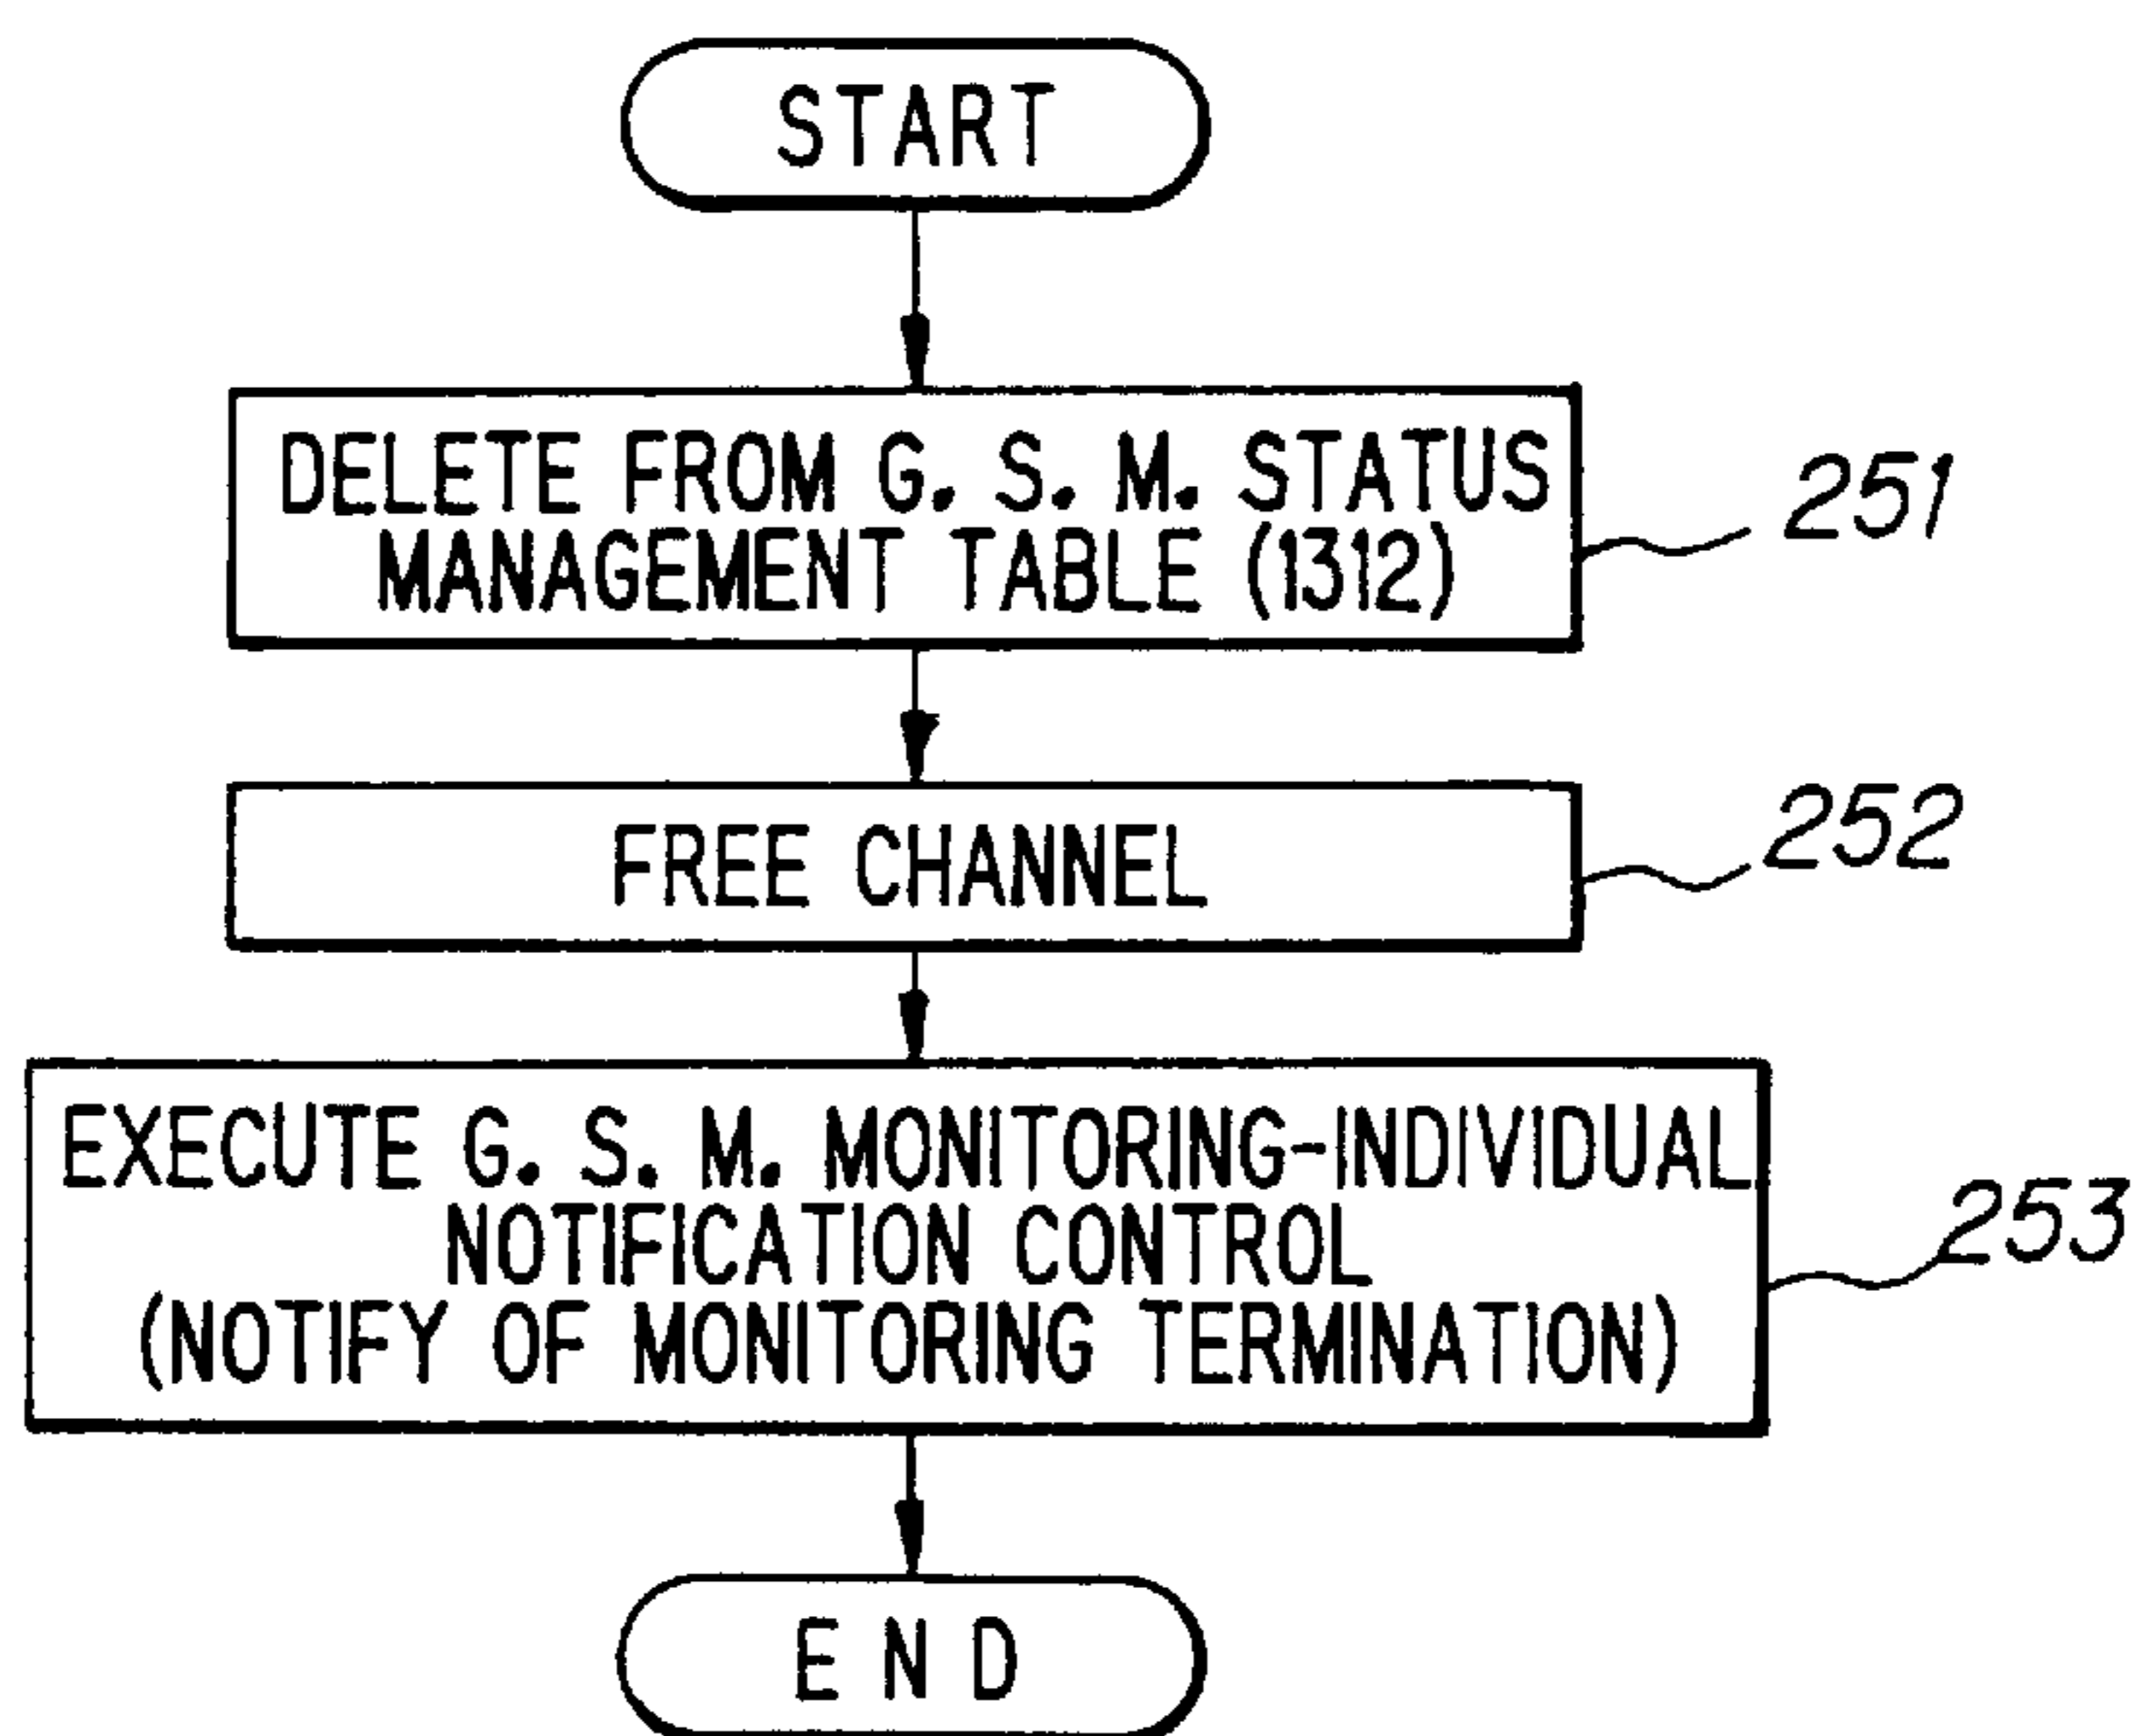 START
DELETE FROM G. S. M. STATUS
MANAGEMENT TABLE (1312)
251
FREE CHANNEL
252
EXECUTE G. S. M. MONITORING-INDIVIDUAL
NOTIFICATION CONTROL
(NOTIFY OF MONITORING TERMINATION)
253
END